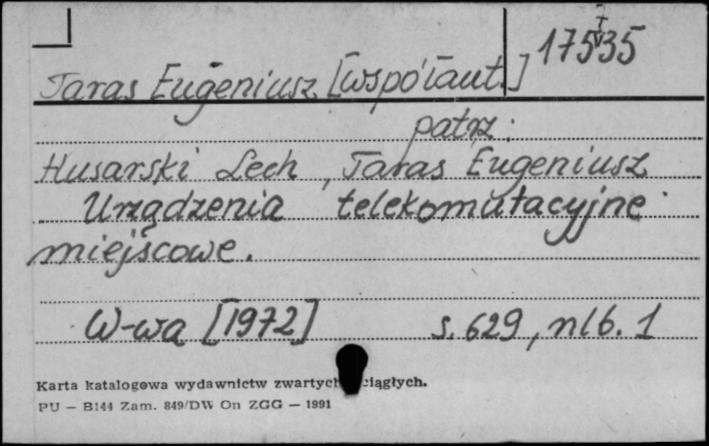 17535
I
V
Taras Eugeniusz [współaut.]
patrz:
Husarski Lech, Taras Eugeniusz
Urządzenia telekomutacyjne
miejscowe.
W-wa [1972] s. 629, nlb. 1
Karta katalogowa wydawnictw zwartych ciągłych.
PU — B144 Zam. 849/DW On ZGG — 1991